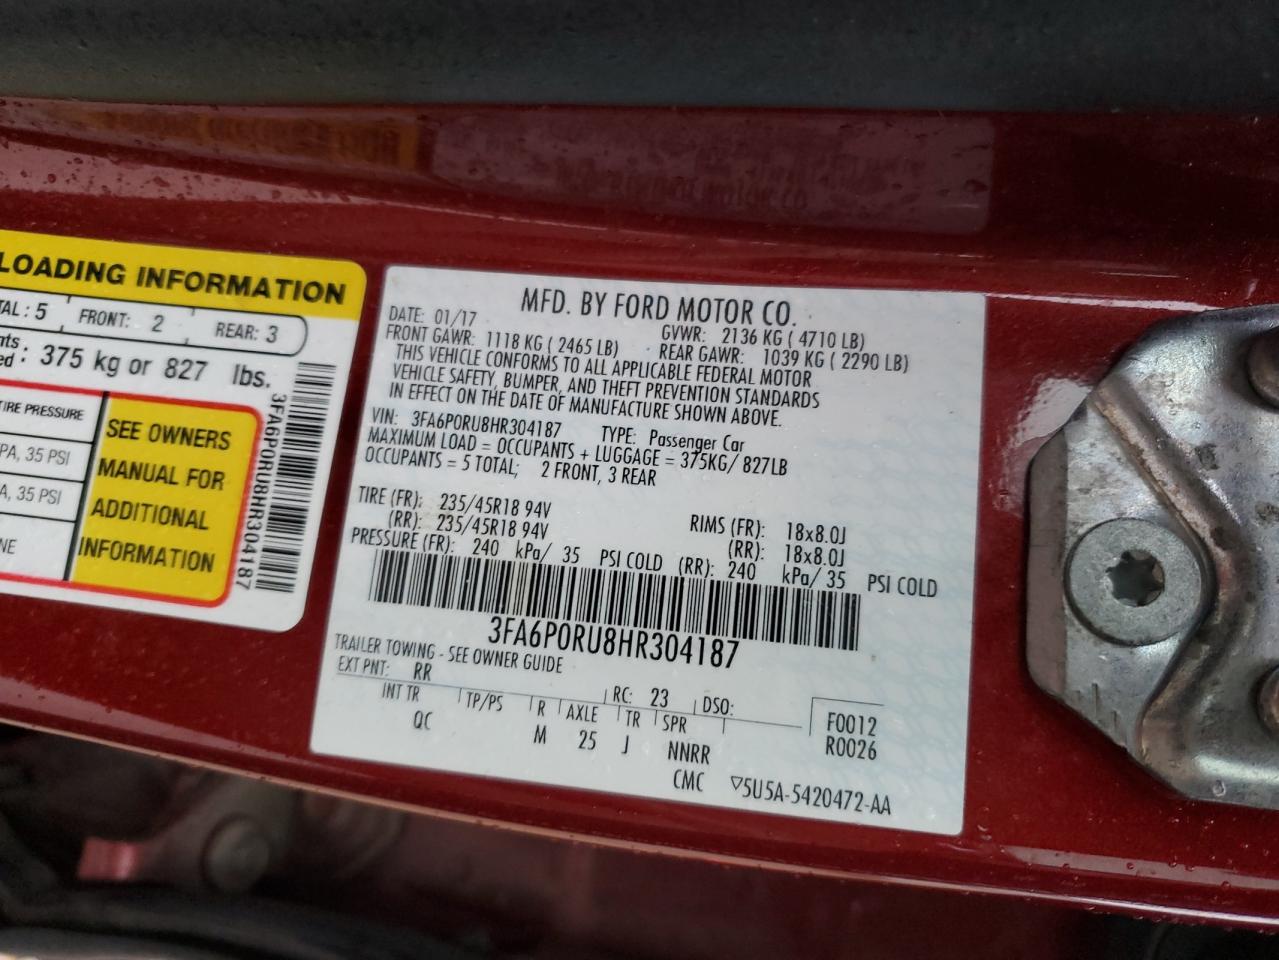 LOADING INFORMATION
TAL : 5 FRONT: 2 REAR: 3
: 375 kg or 827 lbs.
IRE PRESSURE
PA, 35 PSI
A, 35 PSI
NE
SEE OWNERS
MANUAL FOR
ADDITIONAL
INFORMATION
3FA6P0RU8HR304187
MFD. BY FORD MOTOR CO.
DATE: 01/17 GVWR: 2136 KG ( 4710 LB)
FRONT GAWR: 1118 KG ( 2465 LB) REAR GAWR: 1039 KG ( 2290 LB)
THIS VEHICLE CONFORMS TO ALL APPLICABLE FEDERAL MOTOR
VEHICLE SAFETY, BUMPER, AND THEFT PREVENTION STANDARDS
IN EFFECT ON THE DATE OF MANUFACTURE SHOWN ABOVE.
VIN: 3FA6P0RU8HR304187 TYPE: Passenger Car
MAXIMUM LOAD = OCCUPANTS + LUGGAGE = 375KG/ 827LB
OCCUPANTS = 5 TOTAL; 2 FRONT, 3 REAR
TIRE (FR): 235/45R18 94V RIMS (FR): 18x8.0J
(RR): 235/45R18 94V (RR): 18x8.0J
PRESSURE (FR): 240 kPa/ 35 PSI COLD (RR): 240 kPa/ 35 PSI COLD
3FA6P0RU8HR304187
TRAILER TOWING - SEE OWNER GUIDE
EXT PNT: RR RC: 23 DSO:
INT TR TP/PS R AXLE TR SPR F0012
QC M 25 J NNRR R0026
CMC ▽5U5A-5420472-AA